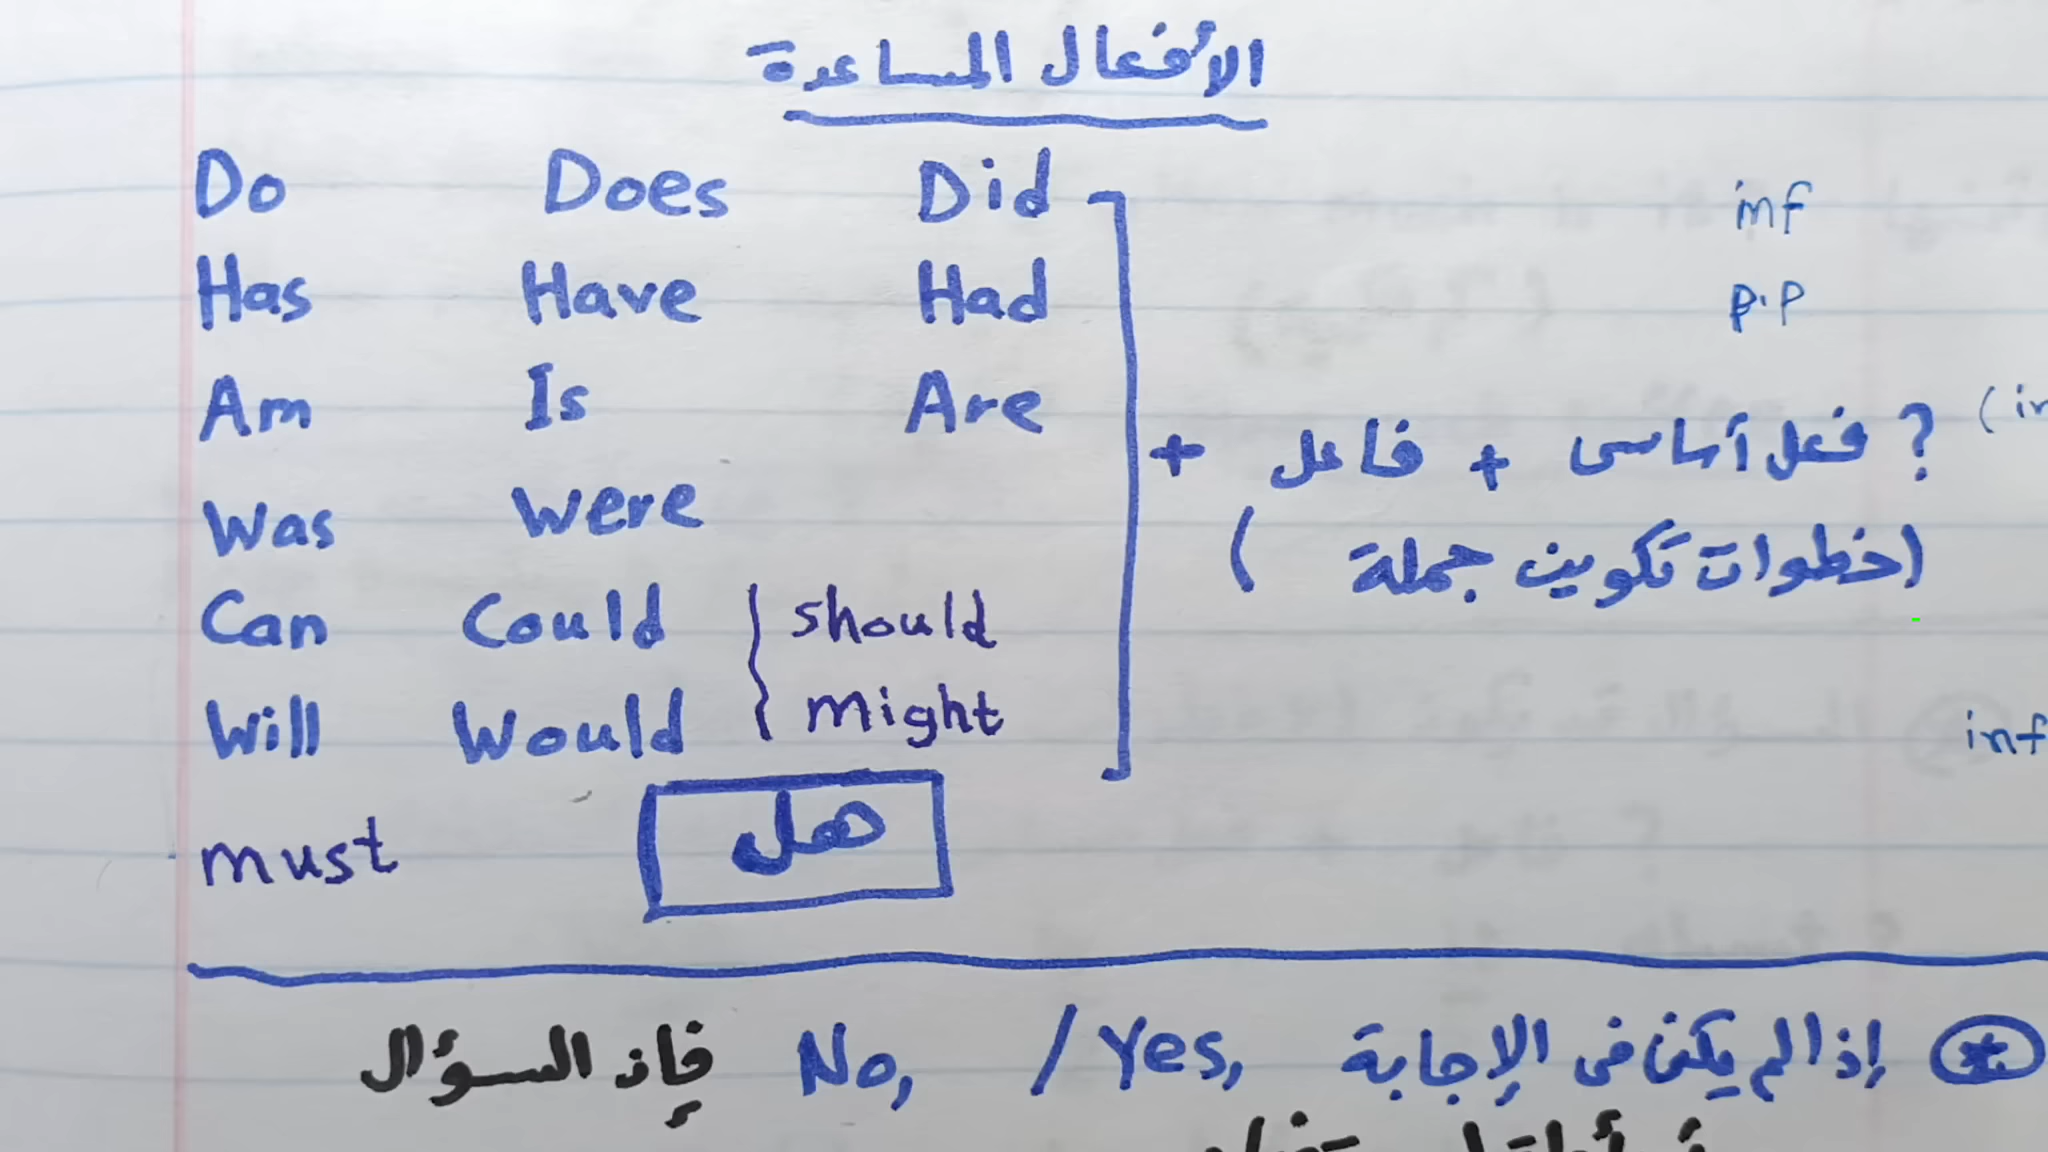 الأفعال المساعدة
Do Does Did inf
Has Have Had p.p
Am Is Are
+ فاعل + فعل أساسى ?
Was were
(خطوات تكوين جملة)
Can Could should
Will Would might inf
must هل
* إذا لم يكن فى الإجابة Yes, / No, فإن السؤال